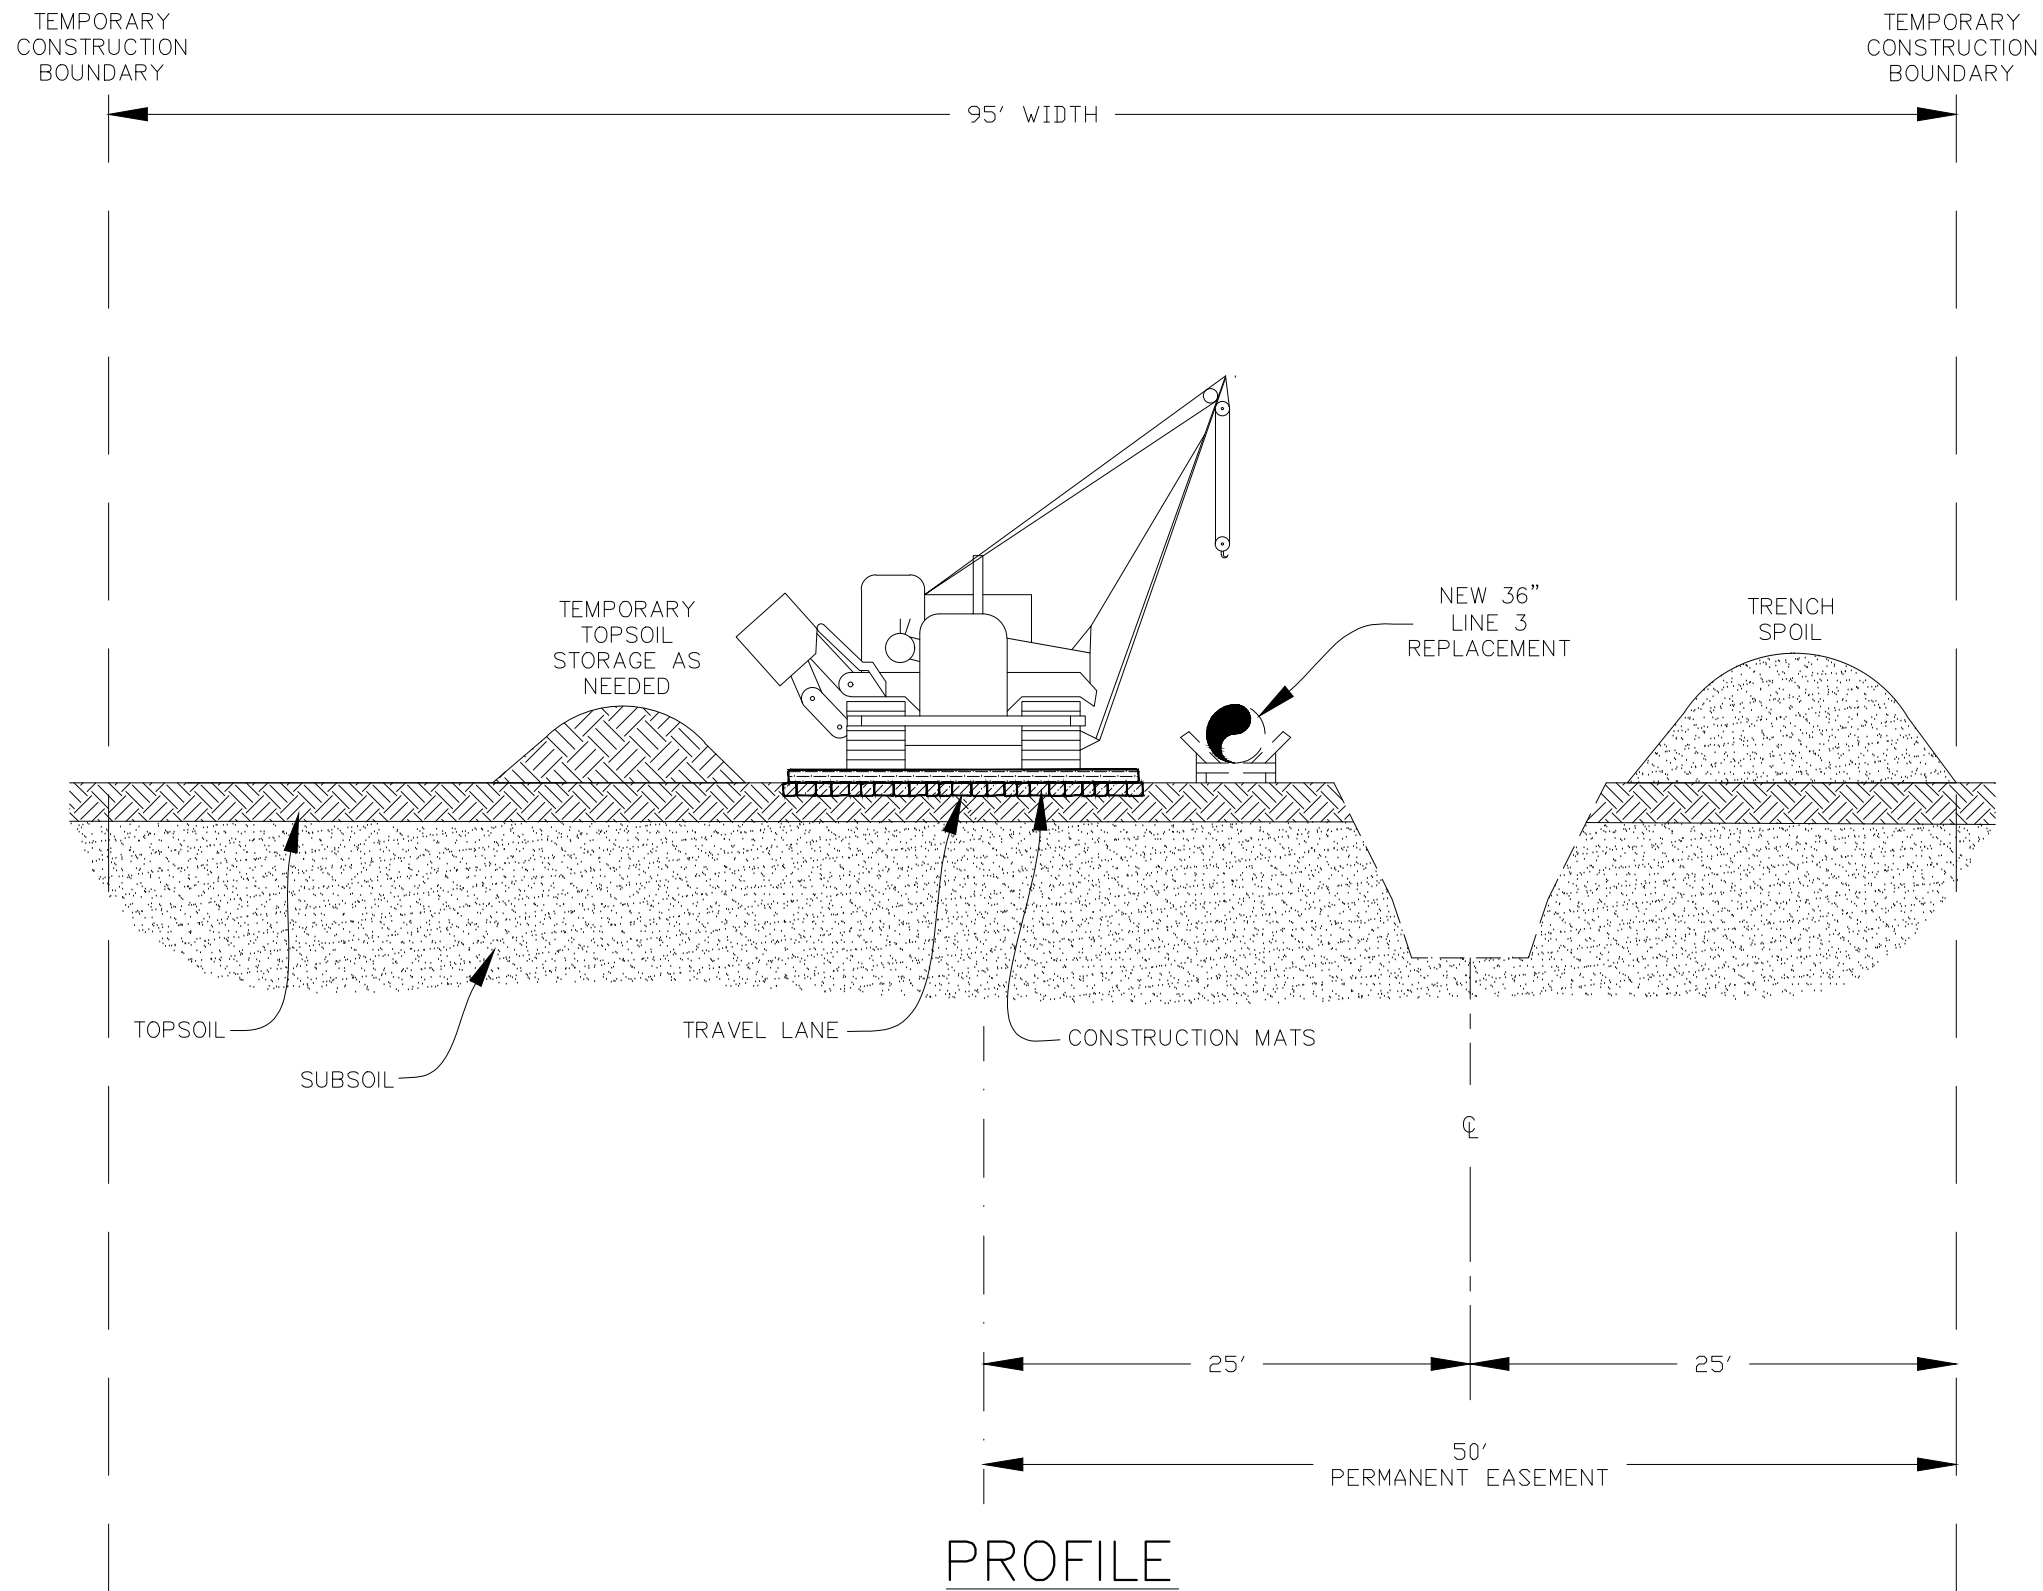 TEMPORARY
CONSTRUCTION
BOUNDARY
TEMPORARY
CONSTRUCTION
BOUNDARY
95' WIDTH
TEMPORARY
TOPSOIL
STORAGE AS
NEEDED
NEW 36”
LINE 3
REPLACEMENT
TRENCH
SPOIL
TOPSOIL
SUBSOIL
TRAVEL LANE
CONSTRUCTION MATS
℄
25'
25'
50'
PERMANENT EASEMENT
PROFILE